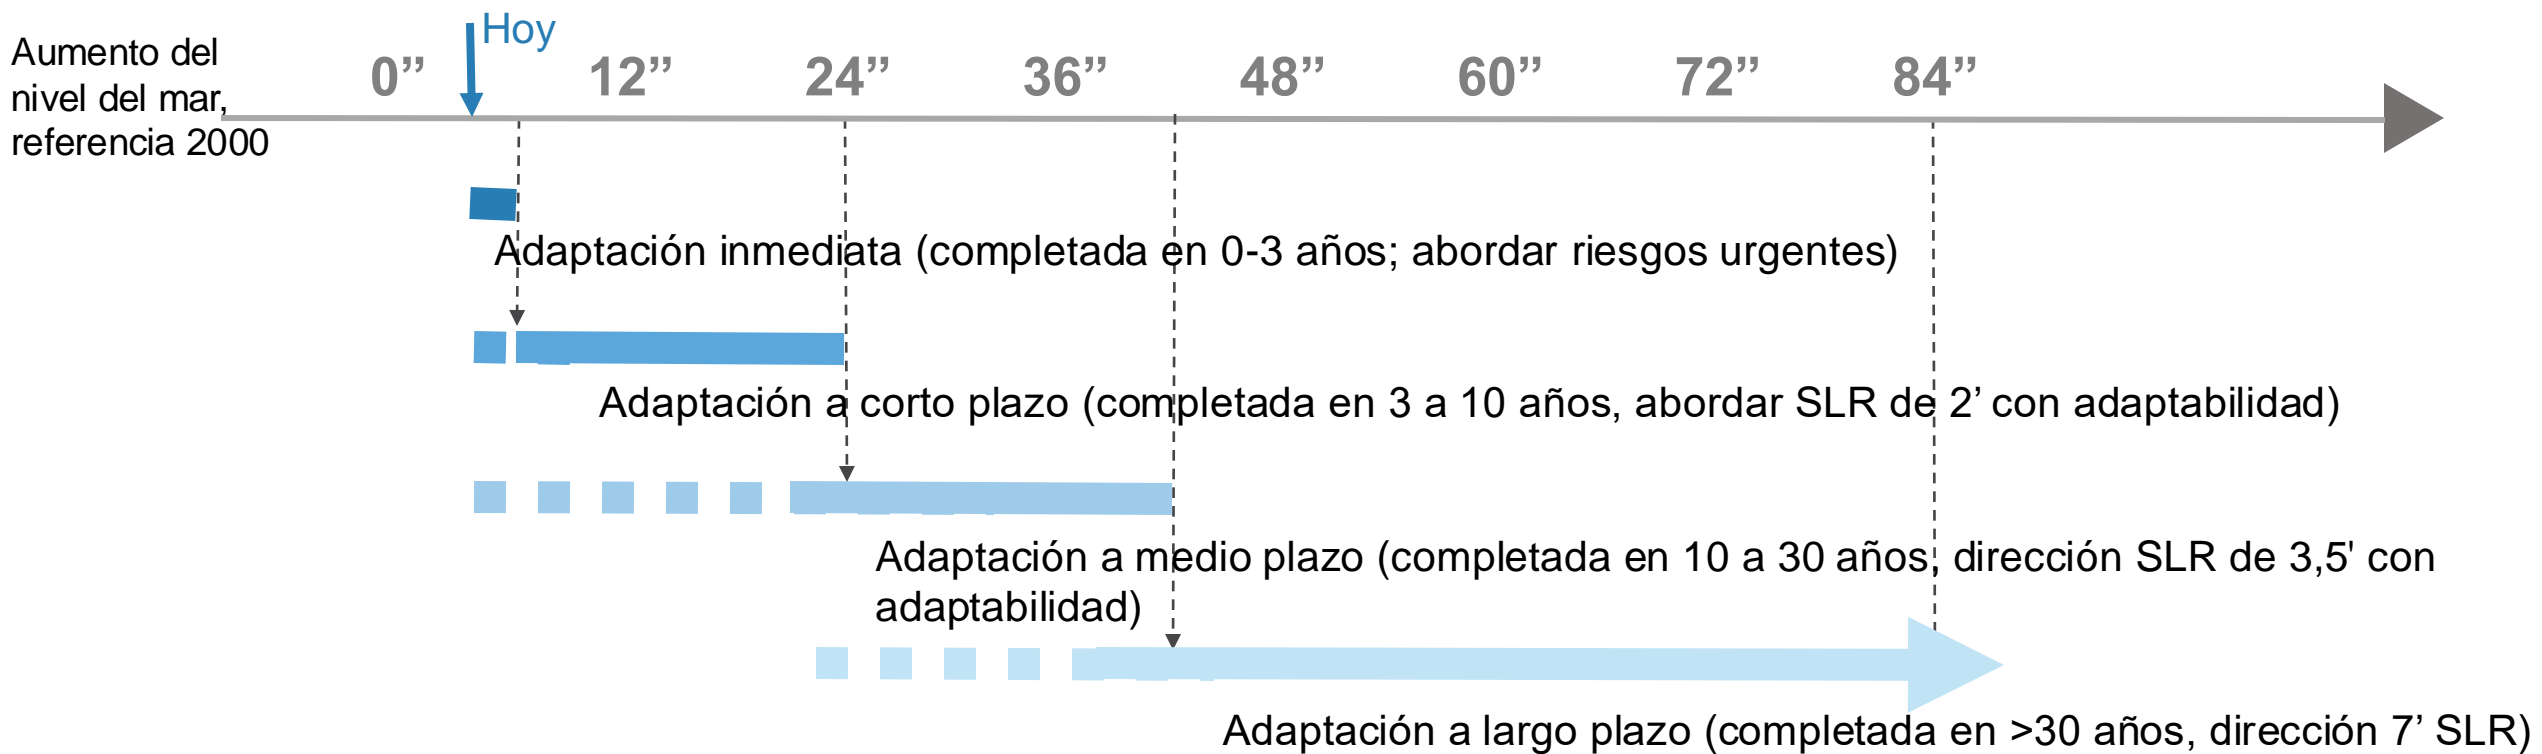 Hoy
Aumento del
nivel del mar,
referencia 2000
0” 12” 24” 36” 48” 60” 72” 84”
Adaptación inmediata (completada en 0-3 años; abordar riesgos urgentes)
Adaptación a corto plazo (completada en 3 a 10 años, abordar SLR de 2’ con adaptabilidad)
Adaptación a medio plazo (completada en 10 a 30 años, dirección SLR de 3,5' con
adaptabilidad)
Adaptación a largo plazo (completada en >30 años, dirección 7’ SLR)